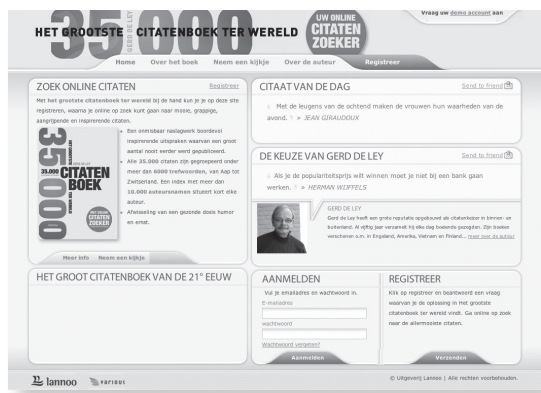 Vraag uw demo account aan
35.000
HET GROOTSTE CITATENBOEK TER WERELD
GERD DE LEY
UW ONLINE
CITATEN
ZOEKER
Home Over het boek Neem een kijkje Over de auteur Registreer
ZOEK ONLINE CITATEN Registreer
Met het grootste citatenboek ter wereld bij de hand kun je je op deze site
registreren, waarna je online op zoek kunt gaan naar mooie, grappige,
aangrijpende en inspirerende citaten.
35.000
35.000 CITATEN
BOEK
Een onmisbaar naslagwerk boordevol
inspirerende uitspraken waarvan een groot
aantal nooit eerder werd gepubliceerd.
Alle 35.000 citaten zijn gegroepeerd onder
meer dan 6000 trefwoorden, van Aap tot
Zwitserland. Een index met meer dan
10.000 auteursnamen situeert kort elke
auteur.
Afwisseling van een gezonde dosis humor
en ernst.
Meer info Neem een kijkje
CITAAT VAN DE DAG Send to friend
Met de leugens van de ochtend maken de vrouwen hun waarheden van de
avond. » JEAN GIRAUDOUX
DE KEUZE VAN GERD DE LEY Send to friend
Als je de populariteitsprijs wilt winnen moet je niet bij een bank gaan
werken. » HERMAN WIJFFELS
GERD DE LEY
Gerd de Ley heeft een grote reputatie opgebouwd als citatenkeizer in binnen- en
buitenland. Al vijftig jaar verzamelt hij elke dag boeiende gezegden. Zijn boeken
verschenen o.m. in Engeland, Amerika, Vietnam en Finland... meer over de auteur
HET GROOT CITATENBOEK VAN DE 21° EEUW
AANMELDEN
Vul je emailadres en wachtwoord in.
E-mailadres
wachtwoord
Wachtwoord vergeten?
Aanmelden
REGISTREER
Klik op registreer en beantwoord een vraag
waarvan je de oplossing in Het grootste
citatenboek ter wereld vindt. Ga online op zoek
naar de allermooiste citaten.
Verzenden
lannoo various
© Uitgeverij Lannoo | Alle rechten voorbehouden.